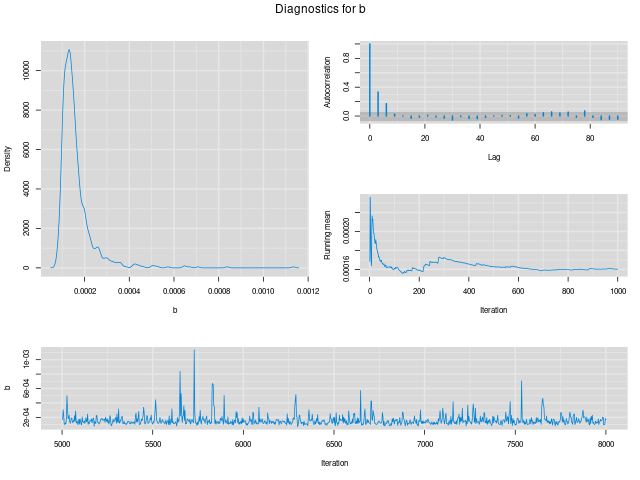 Diagnostics for b
Density
0 2000 4000 6000 8000 10000
0.0002 0.0004 0.0006 0.0008 0.0010 0.0012
b
Autocorrelation
0.0 0.4 0.8
0 20 40 60 80
Lag
Running mean
0.00016 0.00020
0 200 400 600 800 1000
Iteration
b
2e-04 6e-04 1e-03
5000 5500 6000 6500 7000 7500 8000
Iteration